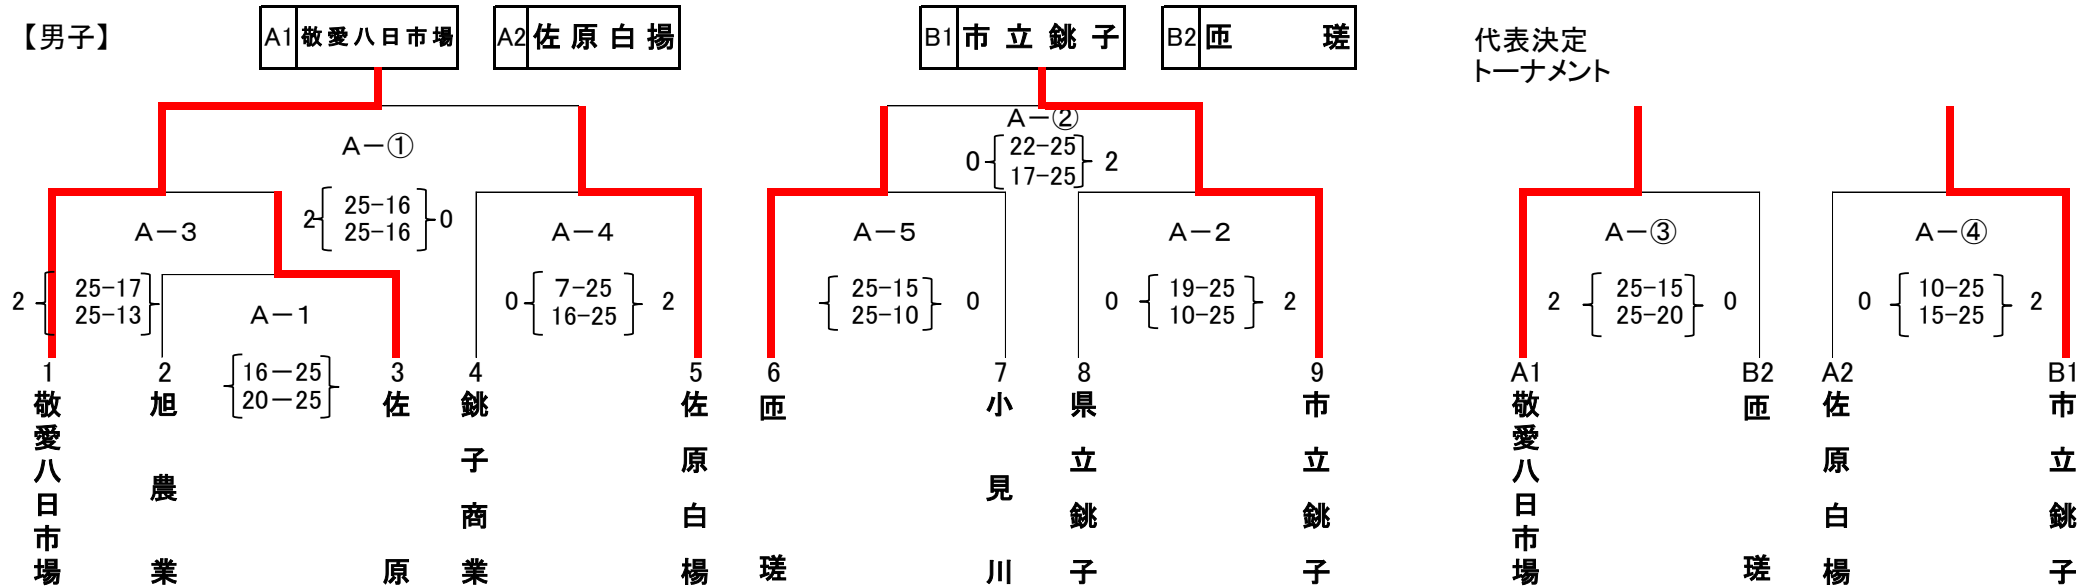 【男子】
A1 敬愛八日市場
A2 佐原白揚
B1 市立銚子
B2 匝瑳
代表決定
トーナメント
A－①
2 25-16 0
25-16
A－②
0 22-25 2
17-25
A－3
2 25-17
25-13
A－1
16－25
20－25
A－4
0 7-25 2
16-25
A－5
25-15 0
25-10
A－2
0 19-25 2
10-25
A－③
2 25-15 0
25-20
A－④
0 10-25 2
15-25
1 敬愛八日市場
2 旭農業
3 佐原
4 銚子商業
5 佐原白楊
6 匝瑳
7 小見川
8 県立銚子
9 市立銚子
A1 敬愛八日市場
B2 匝瑳
A2 佐原白楊
B1 市立銚子